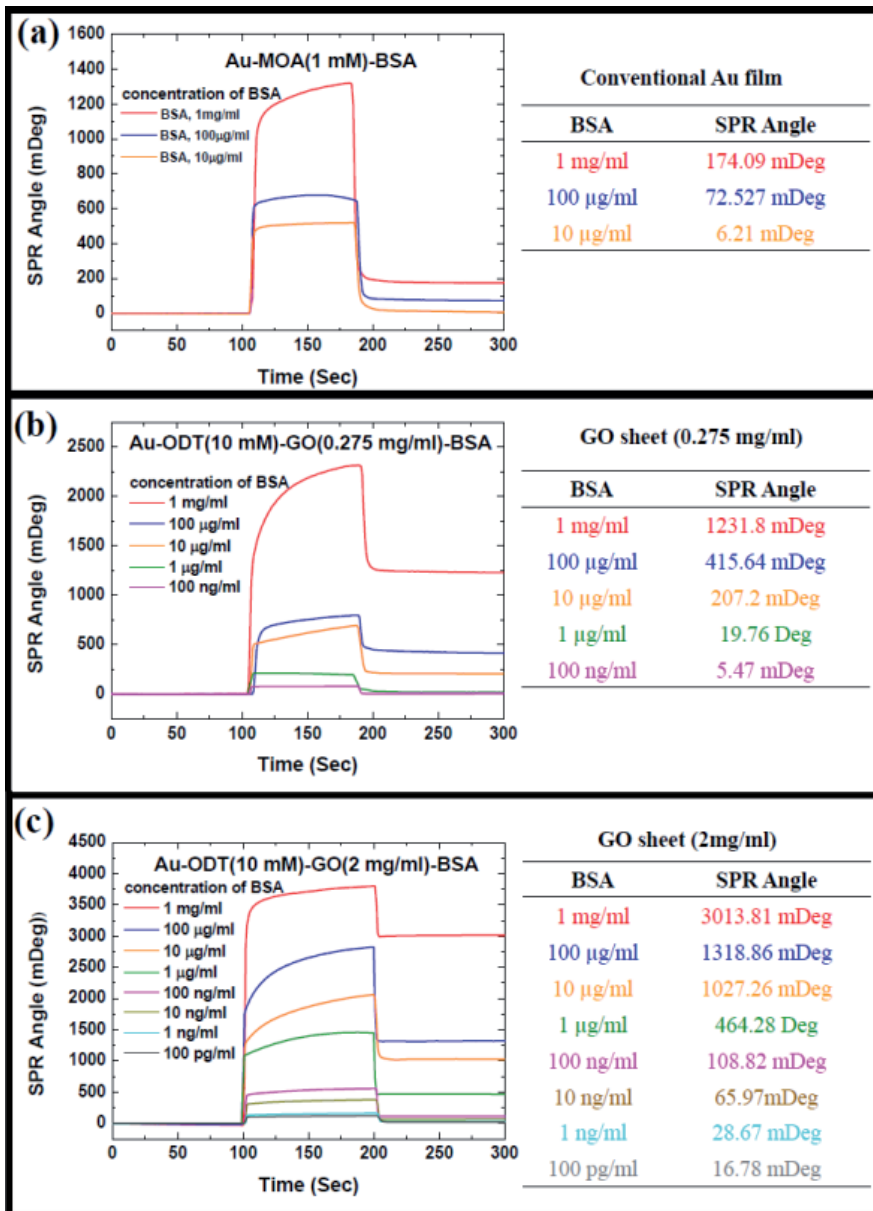 (a)
Au-MOA(1 mM)-BSA
concentration of BSA
BSA, 1mg/ml
BSA, 100μg/ml
BSA, 10μg/ml
SPR Angle (mDeg)
1600
1400
1200
1000
800
600
400
200
0
0 50 100 150 200 250 300
Time (Sec)
Conventional Au film
BSA SPR Angle
1 mg/ml 174.09 mDeg
100 μg/ml 72.527 mDeg
10 μg/ml 6.21 mDeg
(b)
Au-ODT(10 mM)-GO(0.275 mg/ml)-BSA
concentration of BSA
1 mg/ml
100 μg/ml
10 μg/ml
1 μg/ml
100 ng/ml
SPR Angle (mDeg)
2500
2000
1500
1000
500
0
0 50 100 150 200 250 300
Time (Sec)
GO sheet (0.275 mg/ml)
BSA SPR Angle
1 mg/ml 1231.8 mDeg
100 μg/ml 415.64 mDeg
10 μg/ml 207.2 mDeg
1 μg/ml 19.76 Deg
100 ng/ml 5.47 mDeg
(c)
Au-ODT(10 mM)-GO(2 mg/ml)-BSA
concentration of BSA
1 mg/ml
100 μg/ml
10 μg/ml
1 μg/ml
100 ng/ml
10 ng/ml
1 ng/ml
100 pg/ml
SPR Angle (mDeg))
4500
4000
3500
3000
2500
2000
1500
1000
500
0
0 50 100 150 200 250 300
Time (Sec)
GO sheet (2mg/ml)
BSA SPR Angle
1 mg/ml 3013.81 mDeg
100 μg/ml 1318.86 mDeg
10 μg/ml 1027.26 mDeg
1 μg/ml 464.28 Deg
100 ng/ml 108.82 mDeg
10 ng/ml 65.97mDeg
1 ng/ml 28.67 mDeg
100 pg/ml 16.78 mDeg